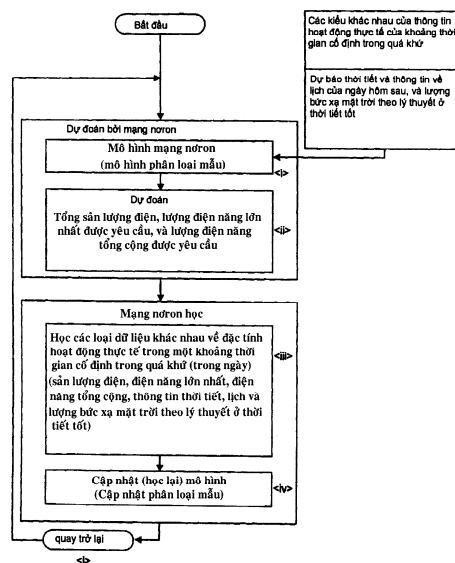 Bắt đầu
Các kiểu khác nhau của thông tin
hoạt động thực tế của khoảng thời
gian cố định trong quá khứ
Dự báo thời tiết và thông tin về
lịch của ngày hôm sau, và lượng
bức xạ mặt trời theo lý thuyết ở
thời tiết tốt
Dự đoán bởi mạng nơron
Mô hình mạng nơron
(mô hình phân loại mẫu)
<i>
Dự đoán
Tổng sản lượng điện, lượng điện năng lớn
nhất được yêu cầu, và lượng điện năng
tổng cộng được yêu cầu
<ii>
Mạng nơron học
Học các loại dữ liệu khác nhau về đặc tính
hoạt động thực tế trong một khoảng thời
gian cố định trong quá khứ (trong ngày)
(sản lượng điện, điện năng lớn nhất, điện
năng tổng cộng, thông tin thời tiết, lịch và
lượng bức xạ mặt trời theo lý thuyết ở thời
tiết tốt)
<iii>
Cập nhật (học lại) mô hình
(Cập nhật phân loại mẫu)
<iv>
quay trở lại
<i>